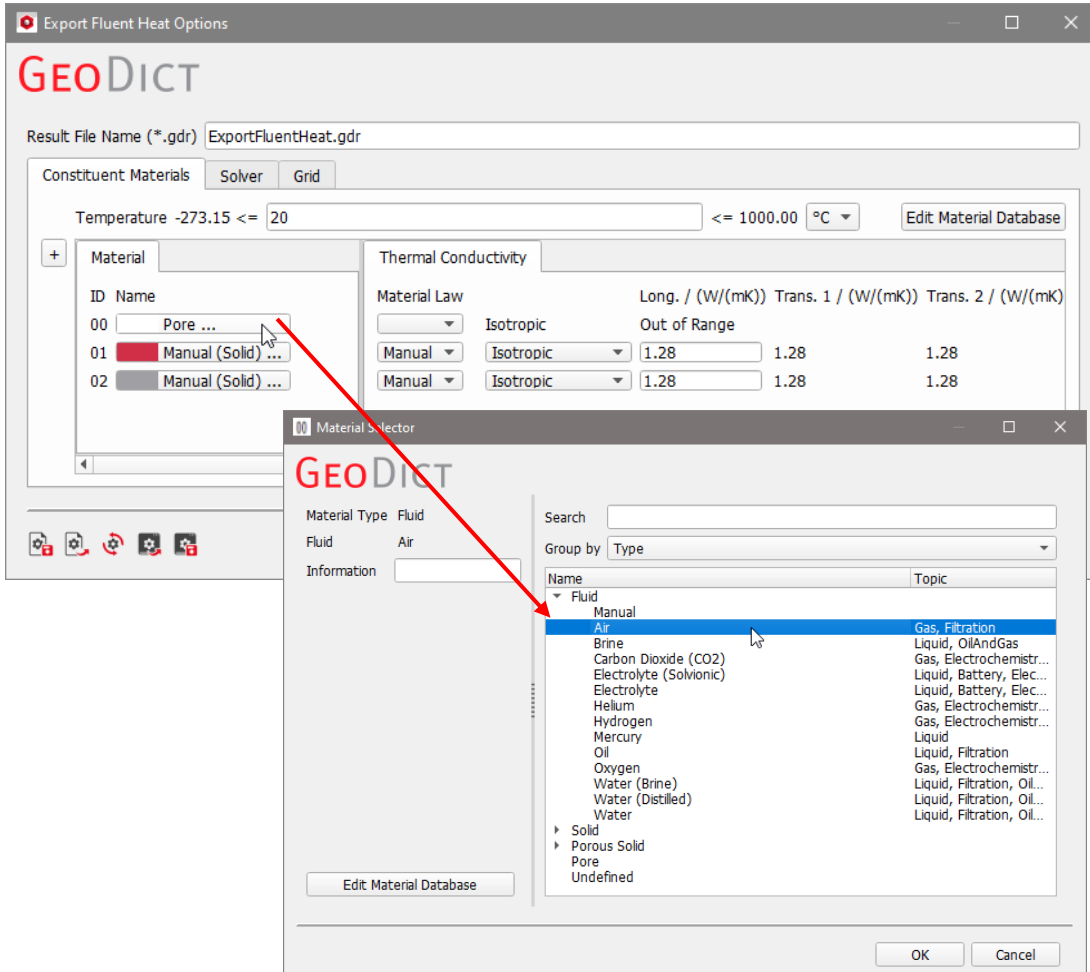 Export Fluent Heat Options
GEODICT
Result File Name (*.gdr) ExportFluentHeat.gdr
Constituent Materials Solver Grid
Temperature -273.15 <= 20 <= 1000.00 °C Edit Material Database
+ Material Thermal Conductivity
ID Name Material Law Long. / (W/(mK)) Trans. 1 / (W/(mK)) Trans. 2 / (W/(mK)
00 Pore ... Isotropic Out of Range
01 Manual (Solid) ... Manual Isotropic 1.28 1.28 1.28
02 Manual (Solid) ... Manual Isotropic 1.28 1.28 1.28
Material Selector
GEODICT
Material Type Fluid
Fluid Air
Information
Edit Material Database
Search
Group by Type
Name Topic
Fluid
Manual
Air Gas, Filtration
Brine Liquid, OilAndGas
Carbon Dioxide (CO2) Gas, Electrochemistr...
Electrolyte (Solvionic) Liquid, Battery, Elec...
Electrolyte Liquid, Battery, Elec...
Helium Gas, Electrochemistr...
Hydrogen Gas, Electrochemistr...
Mercury Liquid
Oil Liquid, Filtration
Oxygen Gas, Electrochemistr...
Water (Brine) Liquid, Filtration, Oil...
Water (Distilled) Liquid, Filtration, Oil...
Water Liquid, Filtration, Oil...
Solid
Porous Solid
Pore
Undefined
OK Cancel